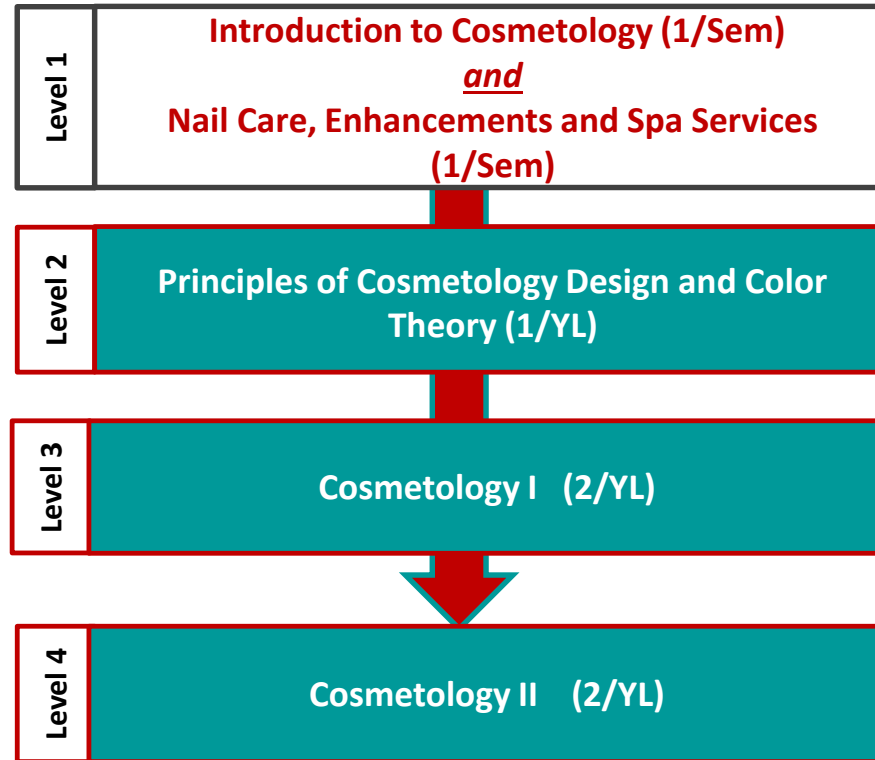 Level 1
Introduction to Cosmetology (1/Sem)
and
Nail Care, Enhancements and Spa Services
(1/Sem)
Level 2
Principles of Cosmetology Design and Color
Theory (1/YL)
Level 3
Cosmetology I (2/YL)
Level 4
Cosmetology II (2/YL)